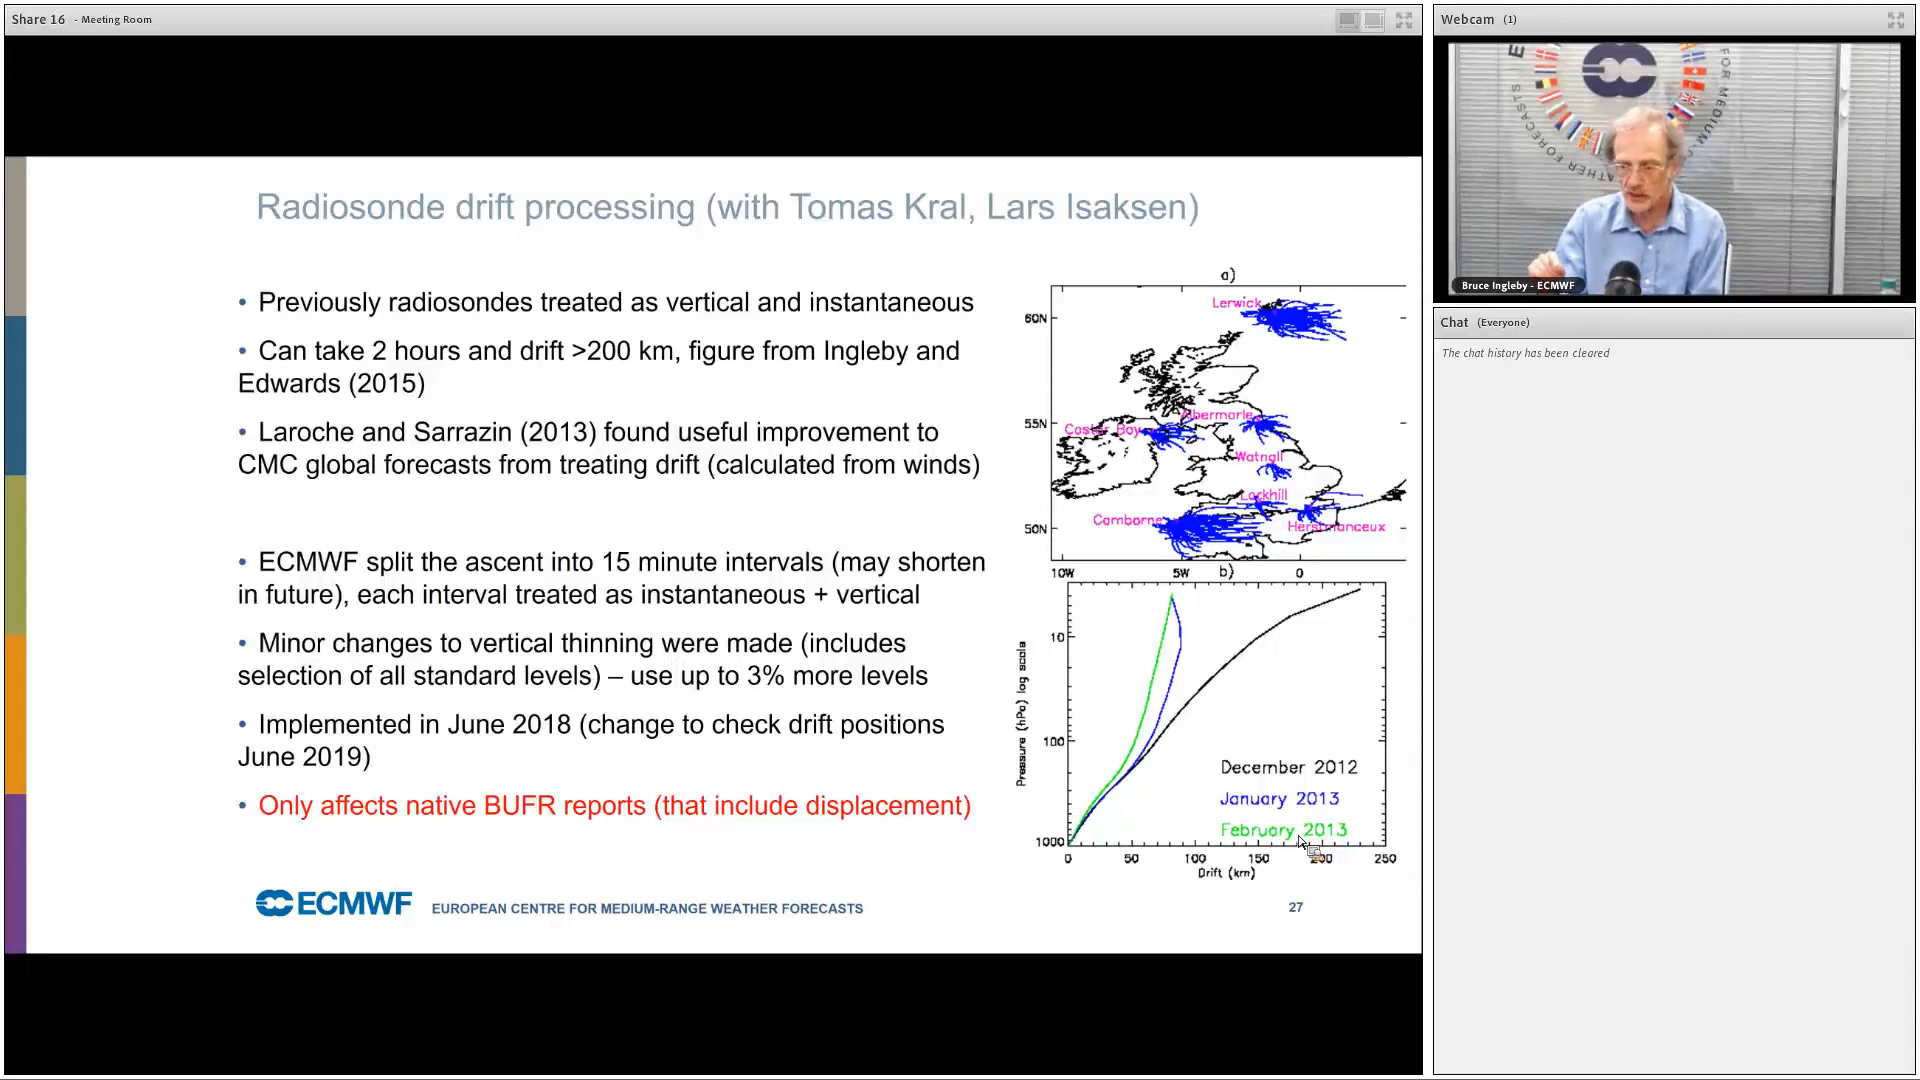 Share 16 - Meeting Room
Webcam (1)
FOR MEDIUM-
Bruce Ingleby - ECMWF
Chat (Everyone)
The chat history has been cleared
Radiosonde drift processing (with Tomas Kral, Lars Isaksen)
• Previously radiosondes treated as vertical and instantaneous
• Can take 2 hours and drift >200 km, figure from Ingleby and
Edwards (2015)
• Laroche and Sarrazin (2013) found useful improvement to
CMC global forecasts from treating drift (calculated from winds)
• ECMWF split the ascent into 15 minute intervals (may shorten
in future), each interval treated as instantaneous + vertical
• Minor changes to vertical thinning were made (includes
selection of all standard levels) – use up to 3% more levels
• Implemented in June 2018 (change to check drift positions
June 2019)
• Only affects native BUFR reports (that include displacement)
a)
Lerwick
60N
Albermarle
55N
Castor Bay
Watnall
Larkhill
Camborne
Herstmonceux
50N
10W 5W 0
b)
Pressure (hPa) log scale
10
100
1000
December 2012
January 2013
February 2013
0 50 100 150 200 250
Drift (km)
ECMWF EUROPEAN CENTRE FOR MEDIUM-RANGE WEATHER FORECASTS
27